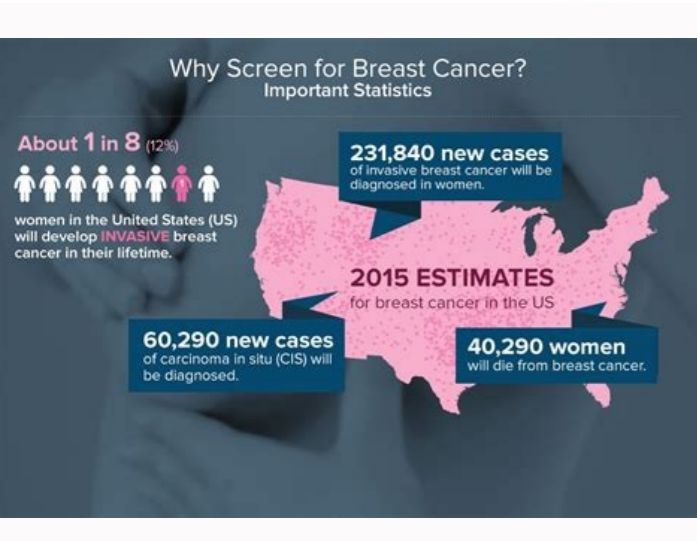 Why Screen for Breast Cancer?
Important Statistics
About 1 in 8 (12%)
women in the United States (US)
will develop INVASIVE breast
cancer in their lifetime.
231,840 new cases
of invasive breast cancer will be
diagnosed in women.
2015 ESTIMATES
for breast cancer in the US
60,290 new cases
of carcinoma in situ (CIS) will
be diagnosed.
40,290 women
will die from breast cancer.